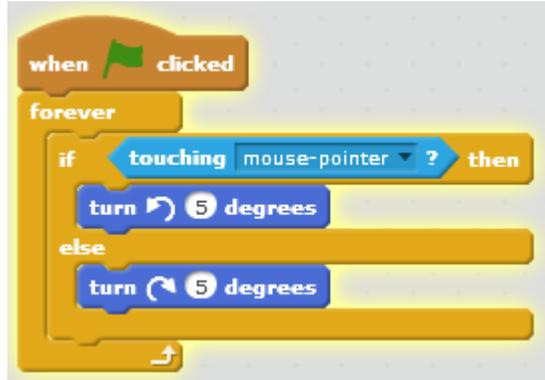 when clicked
forever
if touching mouse-pointer ? then
turn 5 degrees
else
turn 5 degrees